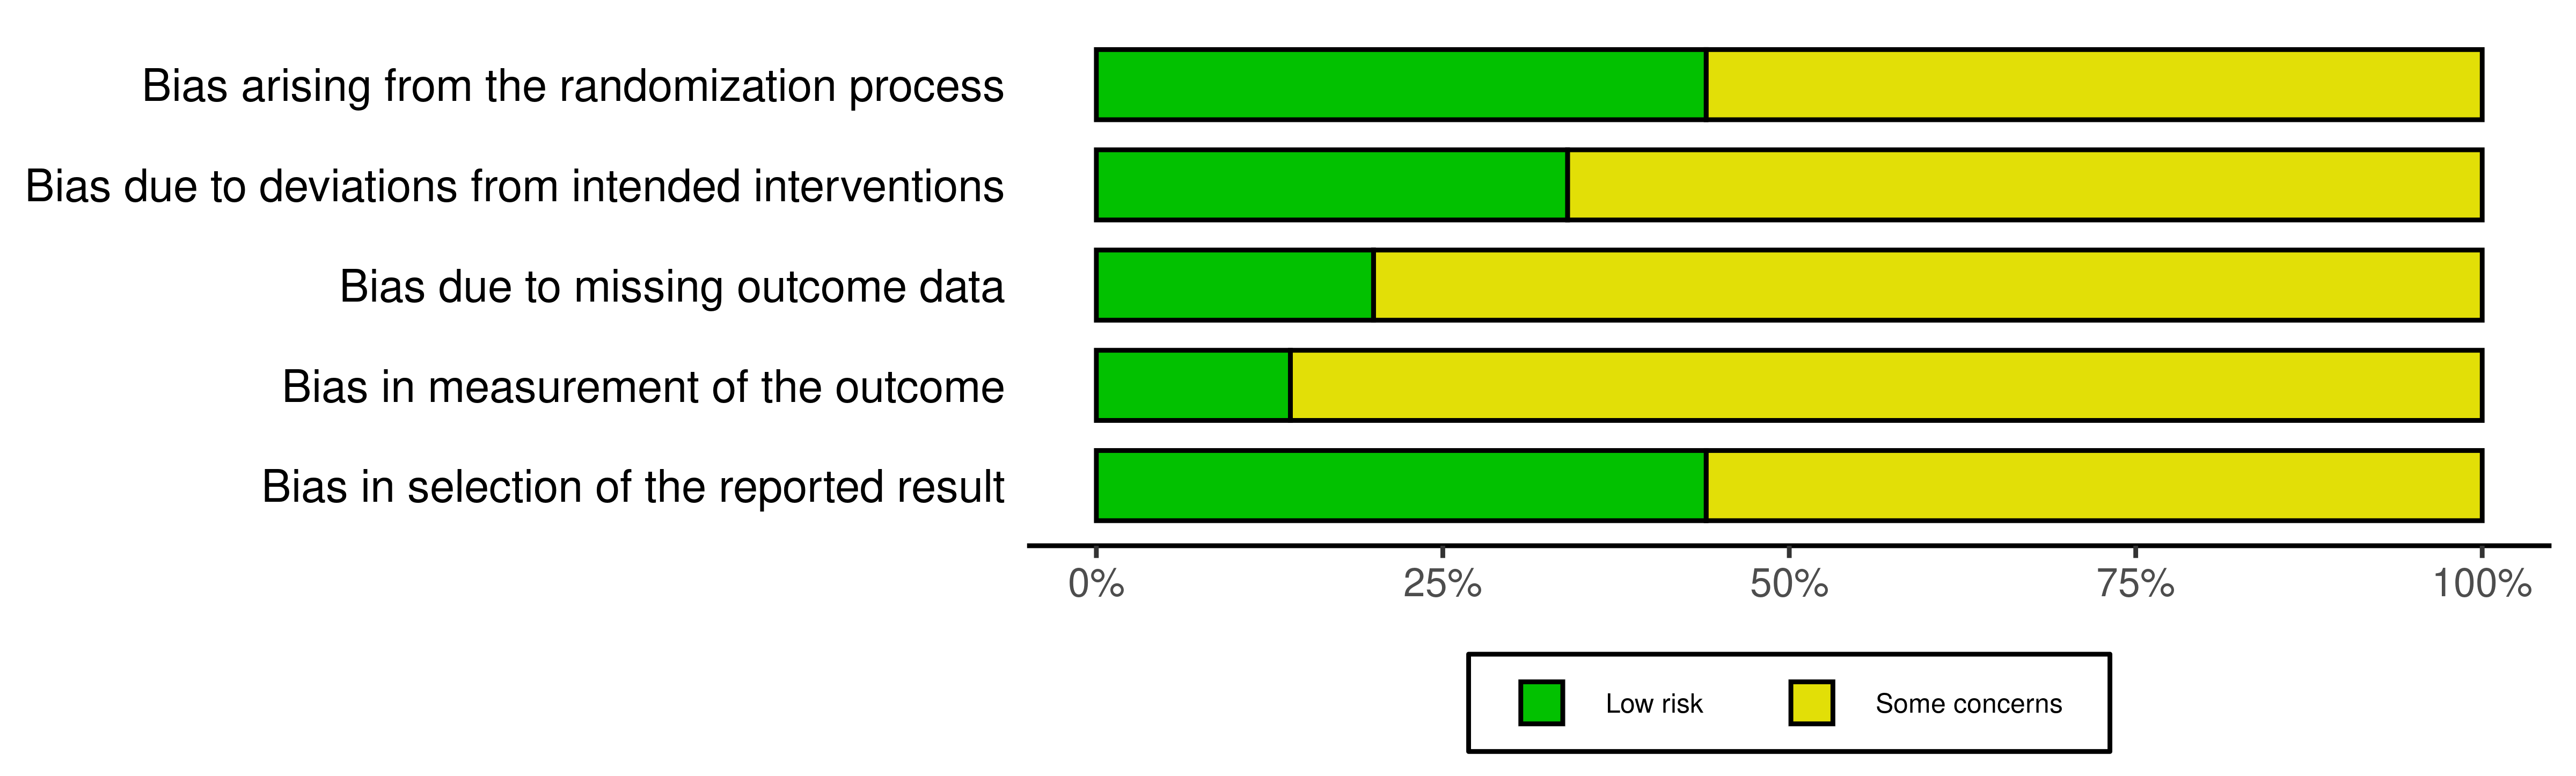 Bias arising from the randomization process
Bias due to deviations from intended interventions
Bias due to missing outcome data
Bias in measurement of the outcome
Bias in selection of the reported result
0% 25% 50% 75% 100%
Low risk Some concerns